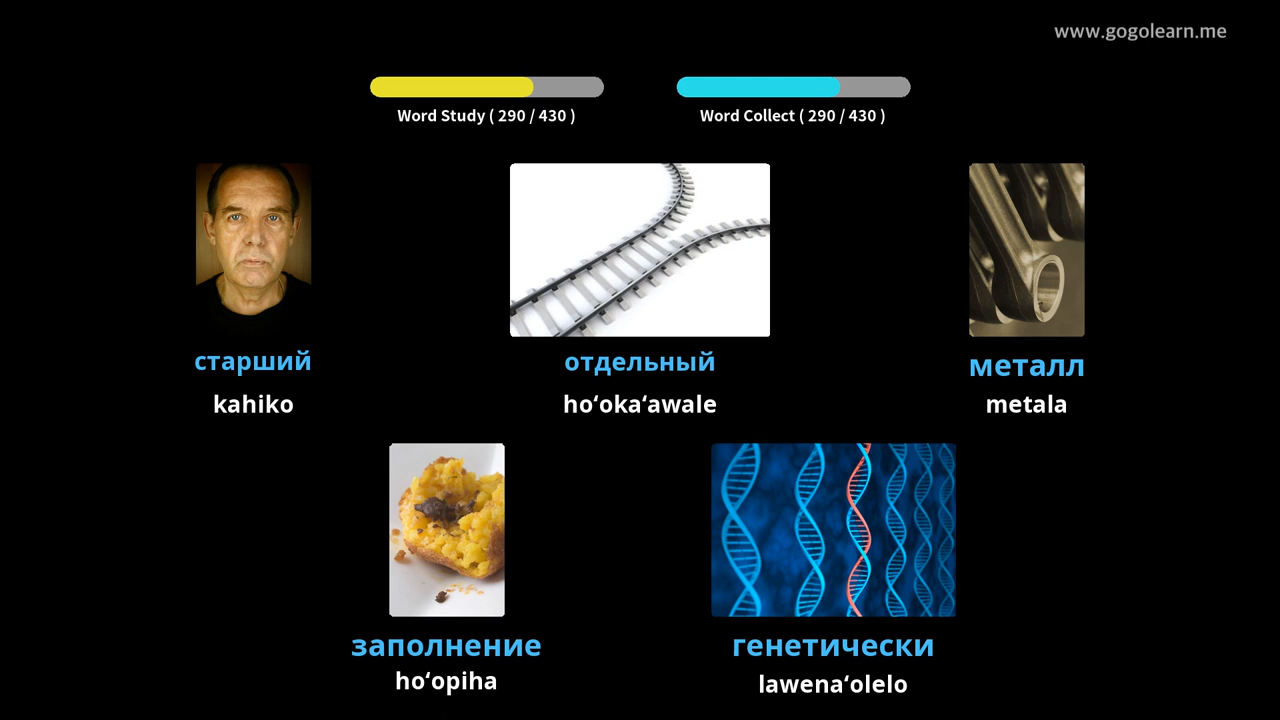 www.gogolearn.me
Word Study ( 290 / 430 )
Word Collect ( 290 / 430 )
старший
отдельный
металл
kahiko
hoʻokaʻawale
metala
заполнение
генетически
hoʻopiha
lawenaʻolelo